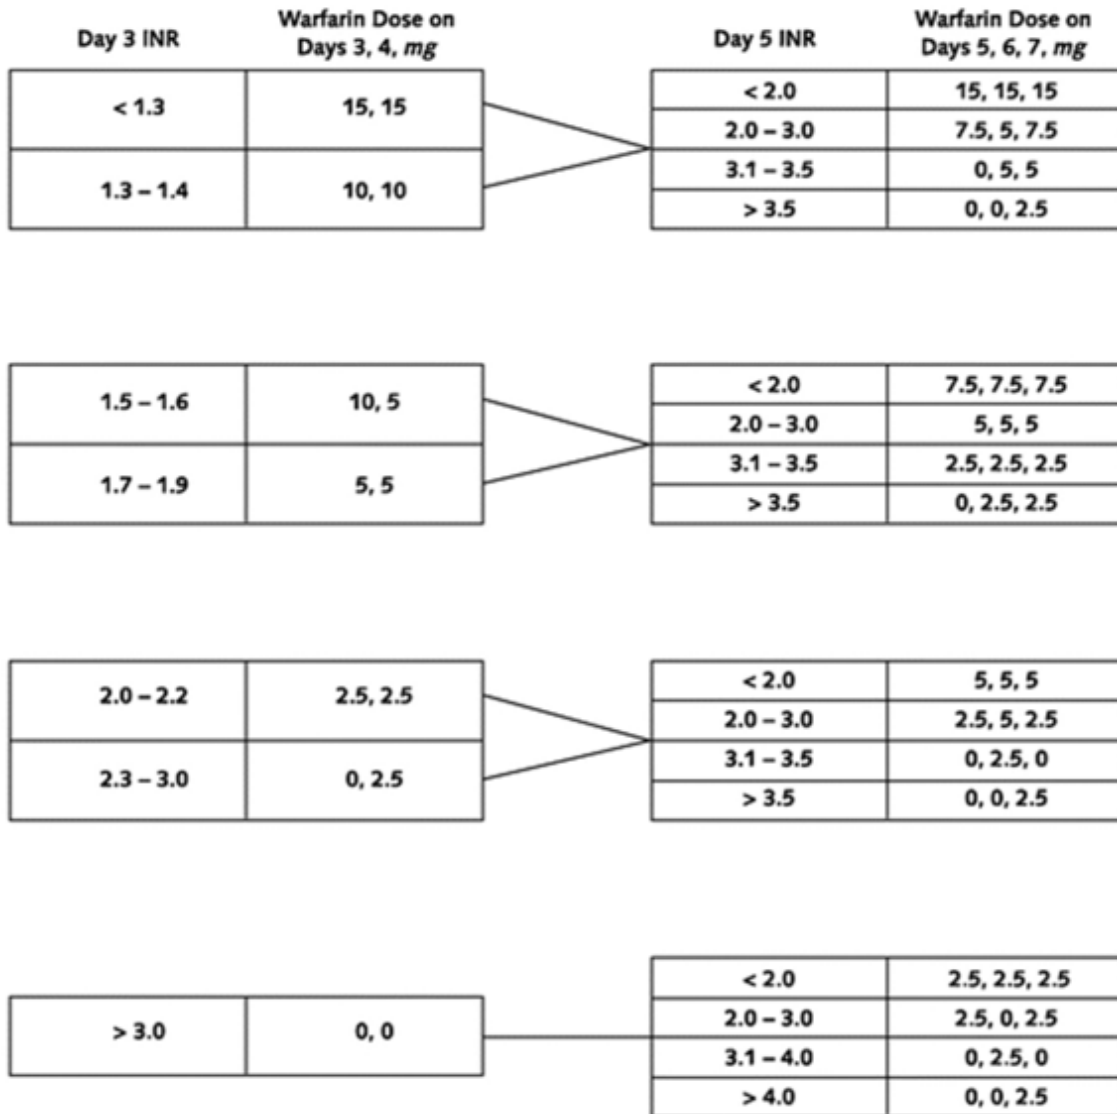 Day 3 INR
Warfarin Dose on
Days 3, 4, mg
Day 5 INR
Warfarin Dose on
Days 5, 6, 7, mg
< 1.3
15, 15
1.3 – 1.4
10, 10
< 2.0
15, 15, 15
2.0 – 3.0
7.5, 5, 7.5
3.1 – 3.5
0, 5, 5
> 3.5
0, 0, 2.5
1.5 – 1.6
10, 5
1.7 – 1.9
5, 5
< 2.0
7.5, 7.5, 7.5
2.0 – 3.0
5, 5, 5
3.1 – 3.5
2.5, 2.5, 2.5
> 3.5
0, 2.5, 2.5
2.0 – 2.2
2.5, 2.5
2.3 – 3.0
0, 2.5
< 2.0
5, 5, 5
2.0 – 3.0
2.5, 5, 2.5
3.1 – 3.5
0, 2.5, 0
> 3.5
0, 0, 2.5
> 3.0
0, 0
< 2.0
2.5, 2.5, 2.5
2.0 – 3.0
2.5, 0, 2.5
3.1 – 4.0
0, 2.5, 0
> 4.0
0, 0, 2.5